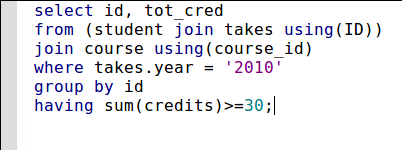 select id, tot_cred
from (student join takes using(ID))
join course using(course_id)
where takes.year = '2010'
group by id
having sum(credits)>=30;